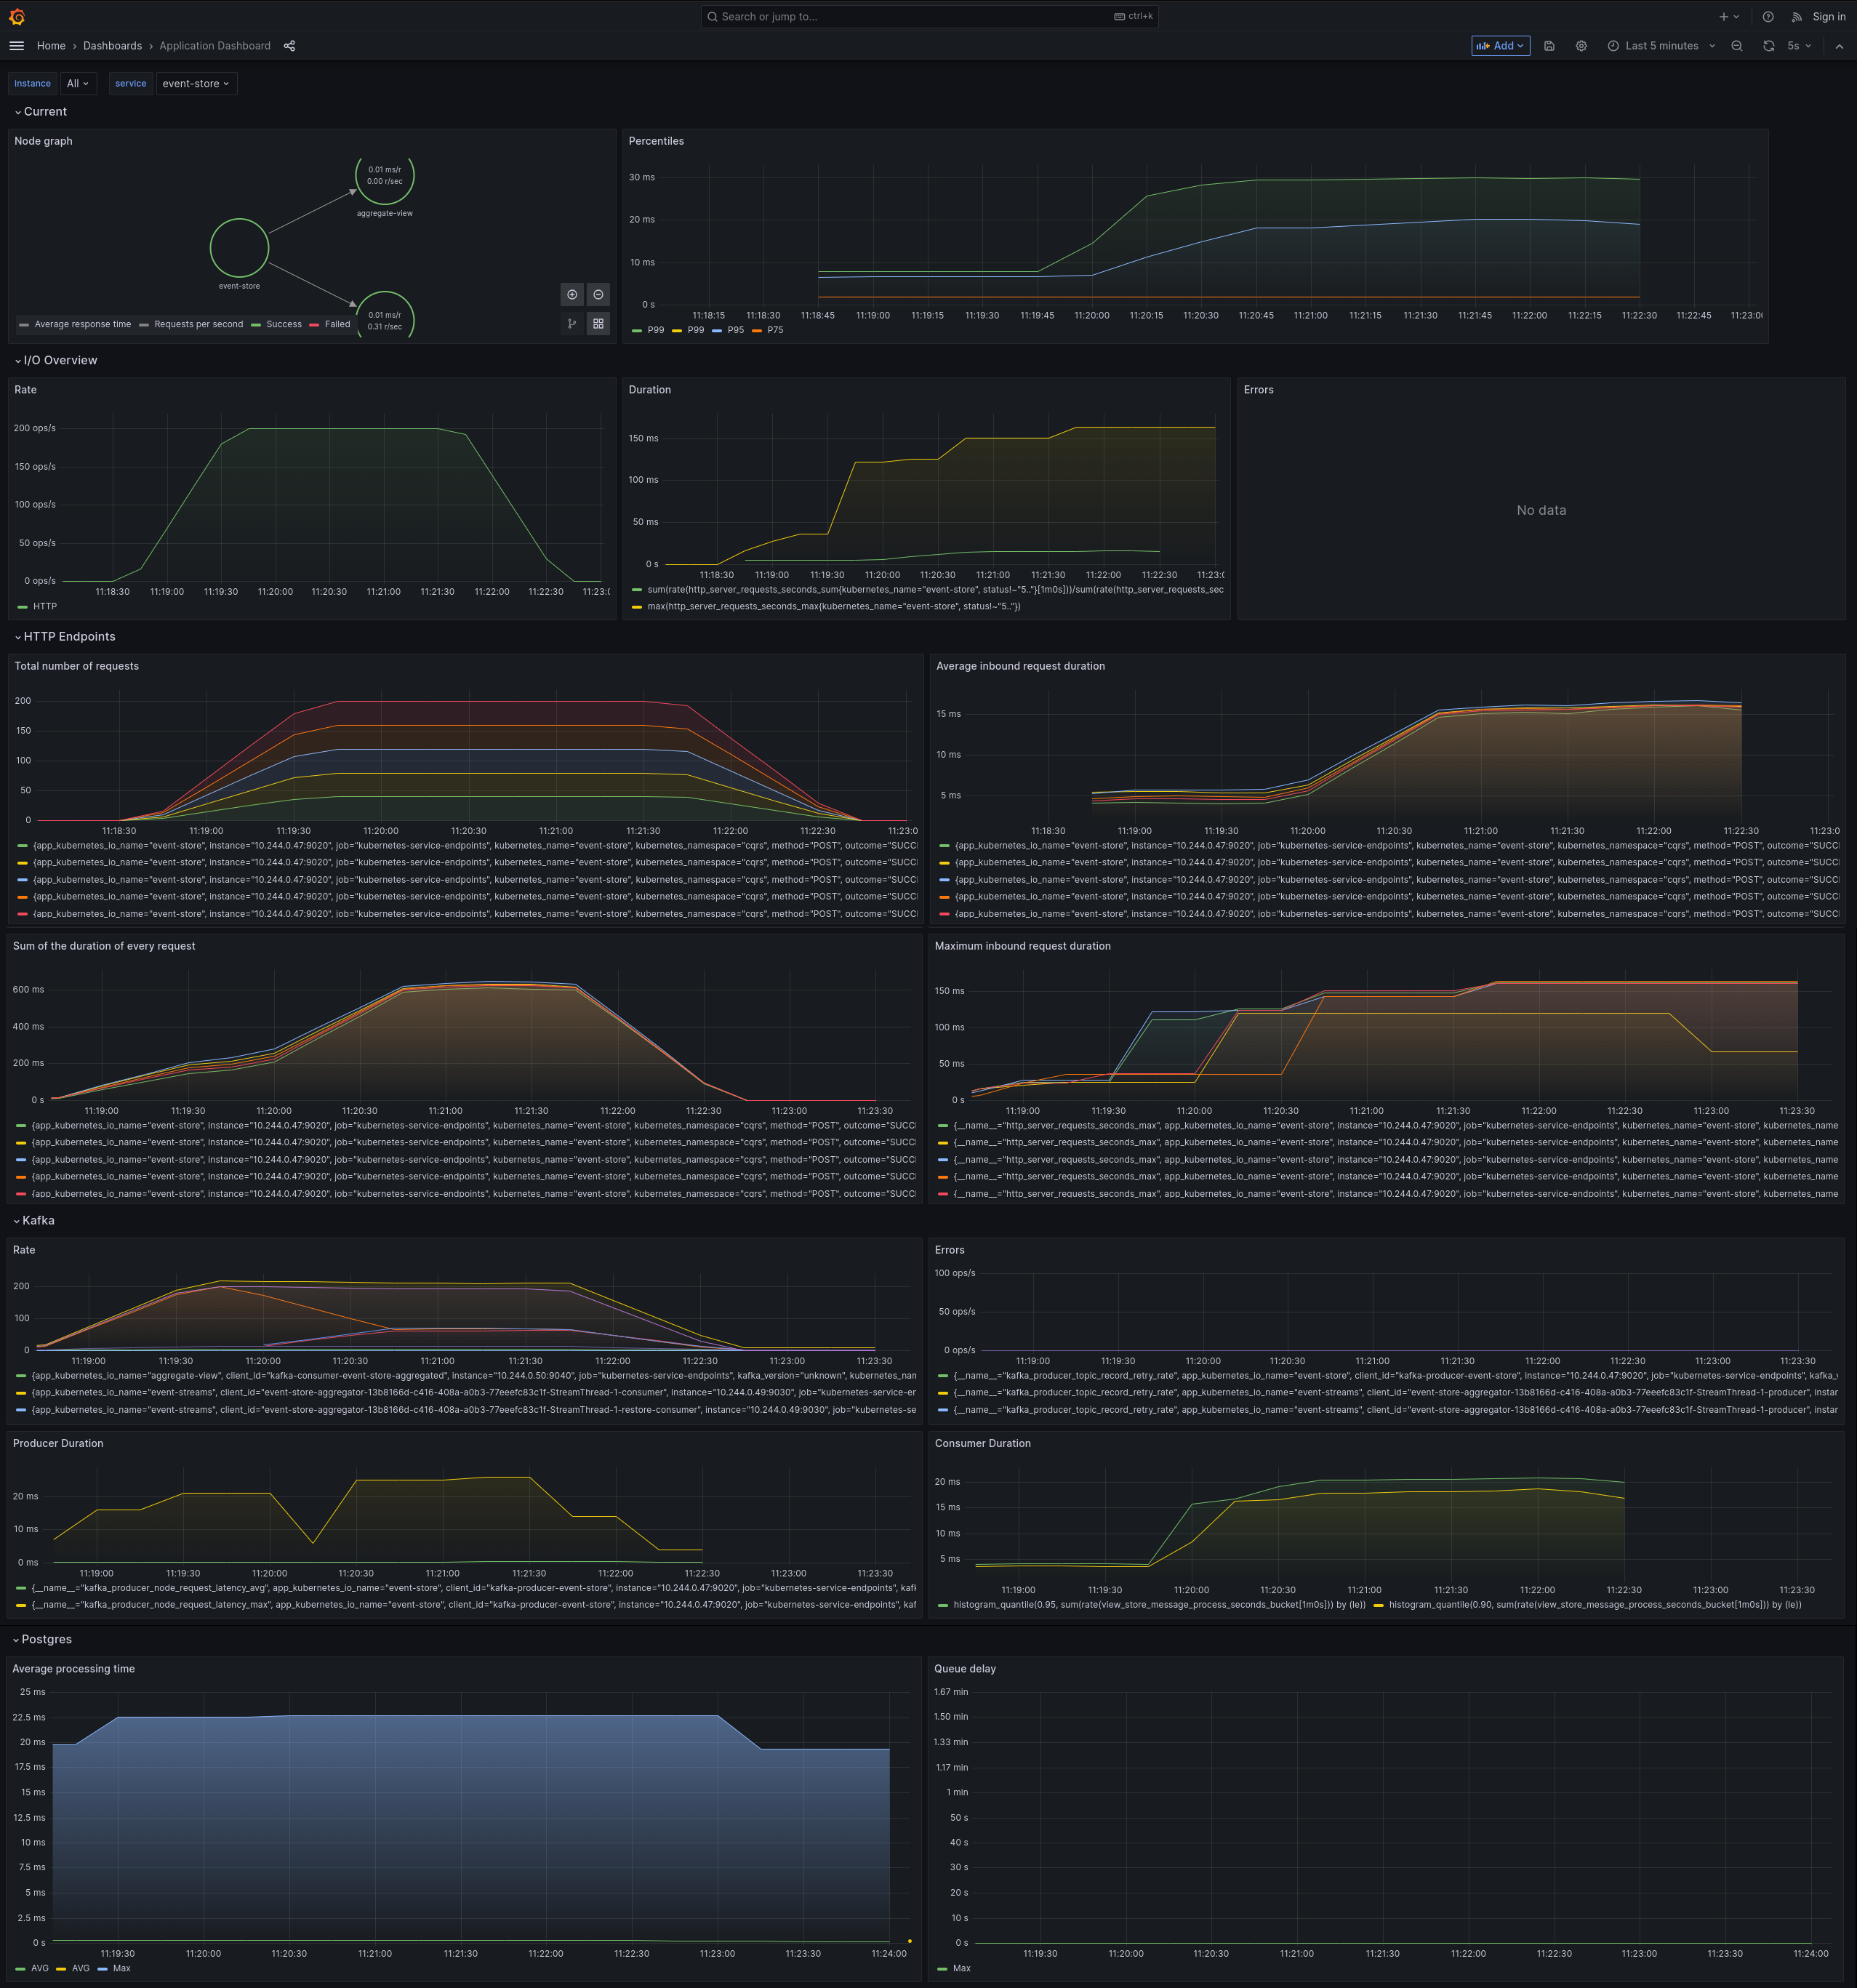 Search or jump to...
ctrl+k
Sign in
Home › Dashboards › Application Dashboard
Add
Last 5 minutes
5s
Instance All service event-store
Current
Node graph
0.01 ms/r
0.00 r/sec
aggregate-view
event-store
0.01 ms/r
0.31 r/sec
Average response time Requests per second Success Failed
Percentiles
30 ms
20 ms
10 ms
0 s
11:18:15 11:18:30 11:18:45 11:19:00 11:19:15 11:19:30 11:19:45 11:20:00 11:20:15 11:20:30 11:20:45 11:21:00 11:21:15 11:21:30 11:21:45 11:22:00 11:22:15 11:22:30 11:22:45 11:23:0
P99 P99 P95 P75
I/O Overview
Rate
200 ops/s
150 ops/s
100 ops/s
50 ops/s
0 ops/s
11:18:30 11:19:00 11:19:30 11:20:00 11:20:30 11:21:00 11:21:30 11:22:00 11:22:30 11:23:
HTTP
Duration
150 ms
100 ms
50 ms
0 s
11:18:30 11:19:00 11:19:30 11:20:00 11:20:30 11:21:00 11:21:30 11:22:00 11:22:30 11:23:
sum(rate(http_server_requests_seconds_sum{kubernetes_name="event-store", status!~"5.."}[1m0s]))/sum(rate(http_server_requests_sec
max(http_server_requests_seconds_max{kubernetes_name="event-store", status!~"5.."})
Errors
No data
HTTP Endpoints
Total number of requests
200
150
100
50
0
11:18:30 11:19:00 11:19:30 11:20:00 11:20:30 11:21:00 11:21:30 11:22:00 11:22:30 11:23:0
{app_kubernetes_io_name="event-store", instance="10.244.0.47:9020", job="kubernetes-service-endpoints", kubernetes_name="event-store", kubernetes_namespace="cqrs", method="POST", outcome="SUCC
{app_kubernetes_io_name="event-store", instance="10.244.0.47:9020", job="kubernetes-service-endpoints", kubernetes_name="event-store", kubernetes_namespace="cqrs", method="POST", outcome="SUCC
{app_kubernetes_io_name="event-store", instance="10.244.0.47:9020", job="kubernetes-service-endpoints", kubernetes_name="event-store", kubernetes_namespace="cqrs", method="POST", outcome="SUCC
{app_kubernetes_io_name="event-store", instance="10.244.0.47:9020", job="kubernetes-service-endpoints", kubernetes_name="event-store", kubernetes_namespace="cqrs", method="POST", outcome="SUCC
{app_kubernetes_io_name="event-store", instance="10.244.0.47:9020", job="kubernetes-service-endpoints", kubernetes_name="event-store", kubernetes_namespace="cqrs", method="POST", outcome="SUCC
Average inbound request duration
15 ms
10 ms
5 ms
11:18:30 11:19:00 11:19:30 11:20:00 11:20:30 11:21:00 11:21:30 11:22:00 11:22:30 11:23:0
{app_kubernetes_io_name="event-store", instance="10.244.0.47:9020", job="kubernetes-service-endpoints", kubernetes_name="event-store", kubernetes_namespace="cqrs", method="POST", outcome="SUCC
{app_kubernetes_io_name="event-store", instance="10.244.0.47:9020", job="kubernetes-service-endpoints", kubernetes_name="event-store", kubernetes_namespace="cqrs", method="POST", outcome="SUCC
{app_kubernetes_io_name="event-store", instance="10.244.0.47:9020", job="kubernetes-service-endpoints", kubernetes_name="event-store", kubernetes_namespace="cqrs", method="POST", outcome="SUCC
{app_kubernetes_io_name="event-store", instance="10.244.0.47:9020", job="kubernetes-service-endpoints", kubernetes_name="event-store", kubernetes_namespace="cqrs", method="POST", outcome="SUCC
{app_kubernetes_io_name="event-store", instance="10.244.0.47:9020", job="kubernetes-service-endpoints", kubernetes_name="event-store", kubernetes_namespace="cqrs", method="POST", outcome="SUCC
Sum of the duration of every request
600 ms
400 ms
200 ms
0 s
11:19:00 11:19:30 11:20:00 11:20:30 11:21:00 11:21:30 11:22:00 11:22:30 11:23:00 11:23:30
{app_kubernetes_io_name="event-store", instance="10.244.0.47:9020", job="kubernetes-service-endpoints", kubernetes_name="event-store", kubernetes_namespace="cqrs", method="POST", outcome="SUCC
{app_kubernetes_io_name="event-store", instance="10.244.0.47:9020", job="kubernetes-service-endpoints", kubernetes_name="event-store", kubernetes_namespace="cqrs", method="POST", outcome="SUCC
{app_kubernetes_io_name="event-store", instance="10.244.0.47:9020", job="kubernetes-service-endpoints", kubernetes_name="event-store", kubernetes_namespace="cqrs", method="POST", outcome="SUCC
{app_kubernetes_io_name="event-store", instance="10.244.0.47:9020", job="kubernetes-service-endpoints", kubernetes_name="event-store", kubernetes_namespace="cqrs", method="POST", outcome="SUCC
{app_kubernetes_io_name="event-store", instance="10.244.0.47:9020", job="kubernetes-service-endpoints", kubernetes_name="event-store", kubernetes_namespace="cqrs", method="POST", outcome="SUCC
Maximum inbound request duration
150 ms
100 ms
50 ms
0 s
11:19:00 11:19:30 11:20:00 11:20:30 11:21:00 11:21:30 11:22:00 11:22:30 11:23:00 11:23:30
{__name__="http_server_requests_seconds_max", app_kubernetes_io_name="event-store", instance="10.244.0.47:9020", job="kubernetes-service-endpoints", kubernetes_name="event-store", kubernetes_name
{__name__="http_server_requests_seconds_max", app_kubernetes_io_name="event-store", instance="10.244.0.47:9020", job="kubernetes-service-endpoints", kubernetes_name="event-store", kubernetes_name
{__name__="http_server_requests_seconds_max", app_kubernetes_io_name="event-store", instance="10.244.0.47:9020", job="kubernetes-service-endpoints", kubernetes_name="event-store", kubernetes_name
{__name__="http_server_requests_seconds_max", app_kubernetes_io_name="event-store", instance="10.244.0.47:9020", job="kubernetes-service-endpoints", kubernetes_name="event-store", kubernetes_name
{__name__="http_server_requests_seconds_max", app_kubernetes_io_name="event-store", instance="10.244.0.47:9020", job="kubernetes-service-endpoints", kubernetes_name="event-store", kubernetes_name
Kafka
Rate
200
100
0
11:19:00 11:19:30 11:20:00 11:20:30 11:21:00 11:21:30 11:22:00 11:22:30 11:23:00 11:23:30
{app_kubernetes_io_name="aggregate-view", client_id="kafka-consumer-event-store-aggregated", instance="10.244.0.50:9040", job="kubernetes-service-endpoints", kafka_version="unknown", kubernetes_nam
{app_kubernetes_io_name="event-streams", client_id="event-store-aggregator-13b8166d-c416-408a-a0b3-77eeefc83c1f-StreamThread-1-consumer", instance="10.244.0.49:9030", job="kubernetes-service-er
{app_kubernetes_io_name="event-streams", client_id="event-store-aggregator-13b8166d-c416-408a-a0b3-77eeefc83c1f-StreamThread-1-restore-consumer", instance="10.244.0.49:9030", job="kubernetes-se
Errors
100 ops/s
50 ops/s
0 ops/s
11:19:00 11:19:30 11:20:00 11:20:30 11:21:00 11:21:30 11:22:00 11:22:30 11:23:00 11:23:30
{__name__="kafka_producer_topic_record_retry_rate", app_kubernetes_io_name="event-store", client_id="kafka-producer-event-store", instance="10.244.0.47:9020", job="kubernetes-service-endpoints", kafka_v
{__name__="kafka_producer_topic_record_retry_rate", app_kubernetes_io_name="event-streams", client_id="event-store-aggregator-13b8166d-c416-408a-a0b3-77eeefc83c1f-StreamThread-1-producer", instar
{__name__="kafka_producer_topic_record_retry_rate", app_kubernetes_io_name="event-streams", client_id="event-store-aggregator-13b8166d-c416-408a-a0b3-77eeefc83c1f-StreamThread-1-producer", instar
Producer Duration
20 ms
10 ms
0 ms
11:19:00 11:19:30 11:20:00 11:20:30 11:21:00 11:21:30 11:22:00 11:22:30 11:23:00 11:23:30
{__name__="kafka_producer_node_request_latency_avg", app_kubernetes_io_name="event-store", client_id="kafka-producer-event-store", instance="10.244.0.47:9020", job="kubernetes-service-endpoints", kafk
{__name__="kafka_producer_node_request_latency_max", app_kubernetes_io_name="event-store", client_id="kafka-producer-event-store", instance="10.244.0.47:9020", job="kubernetes-service-endpoints", kaf
Consumer Duration
20 ms
15 ms
10 ms
5 ms
11:19:00 11:19:30 11:20:00 11:20:30 11:21:00 11:21:30 11:22:00 11:22:30 11:23:00 11:23:30
histogram_quantile(0.95, sum(rate(view_store_message_process_seconds_bucket[1m0s])) by (le)) histogram_quantile(0.90, sum(rate(view_store_message_process_seconds_bucket[1m0s])) by (le))
Postgres
Average processing time
25 ms
22.5 ms
20 ms
17.5 ms
15 ms
12.5 ms
10 ms
7.5 ms
5 ms
2.5 ms
0 s
11:19:30 11:20:00 11:20:30 11:21:00 11:21:30 11:22:00 11:22:30 11:23:00 11:23:30 11:24:00
AVG AVG Max
Queue delay
1.67 min
1.50 min
1.33 min
1.17 min
1 min
50 s
40 s
30 s
20 s
10 s
0 s
11:19:30 11:20:00 11:20:30 11:21:00 11:21:30 11:22:00 11:22:30 11:23:00 11:23:30 11:24:00
Max